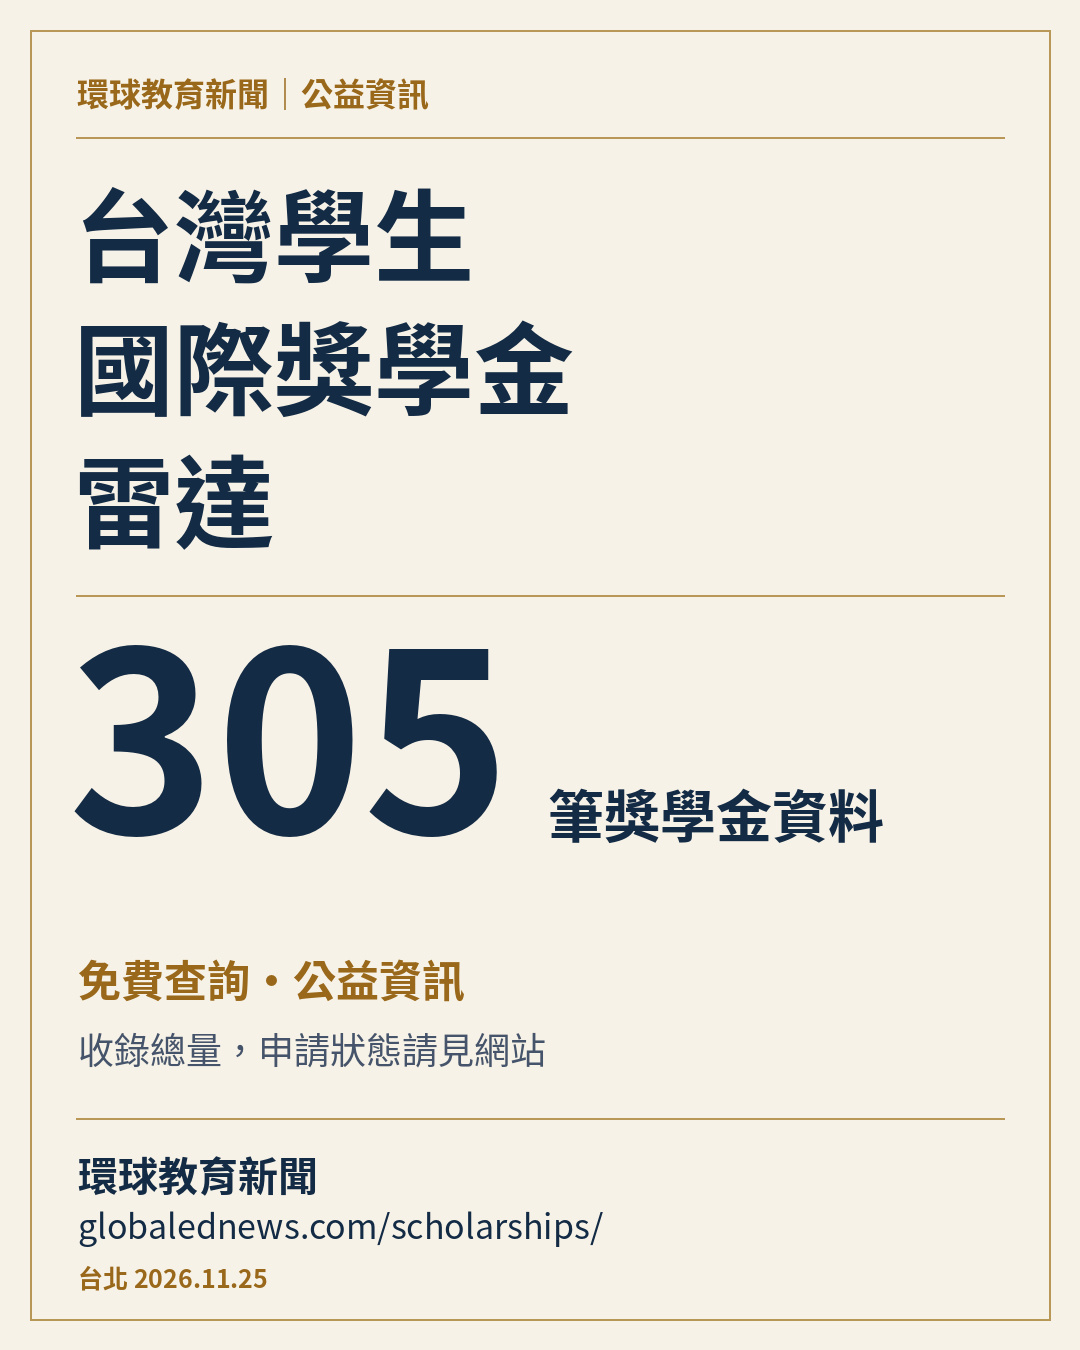 環球教育新聞｜公益資訊
台灣學生
國際獎學金
雷達
305 筆獎學金資料
免費查詢・公益資訊
收錄總量，申請狀態請見網站
環球教育新聞
globalednews.com/scholarships/
台北 2026.11.25